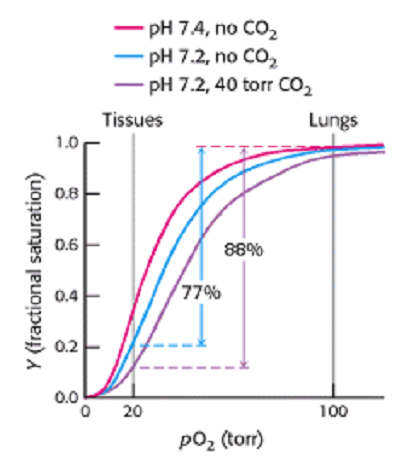 pH 7.4, no CO₂
pH 7.2, no CO₂
pH 7.2, 40 torr CO₂
Tissues Lungs
1.0
0.8
0.6
0.4
0.2
0.0
Y (fractional saturation)
88%
77%
0 20 100
pO₂ (torr)